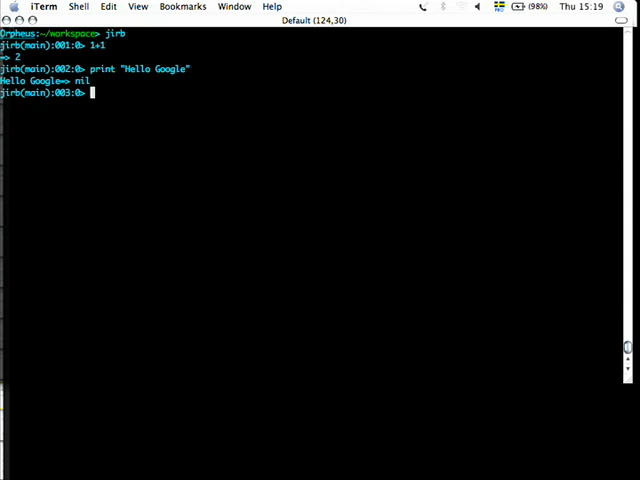 iTerm Shell Edit View Bookmarks Window Help (98%) Thu 15:19
Default (124,30)
Orpheus:~/workspace> jirb
jirb(main):001:0> 1+1
=> 2
jirb(main):002:0> print "Hello Google"
Hello Google=> nil
jirb(main):003:0>